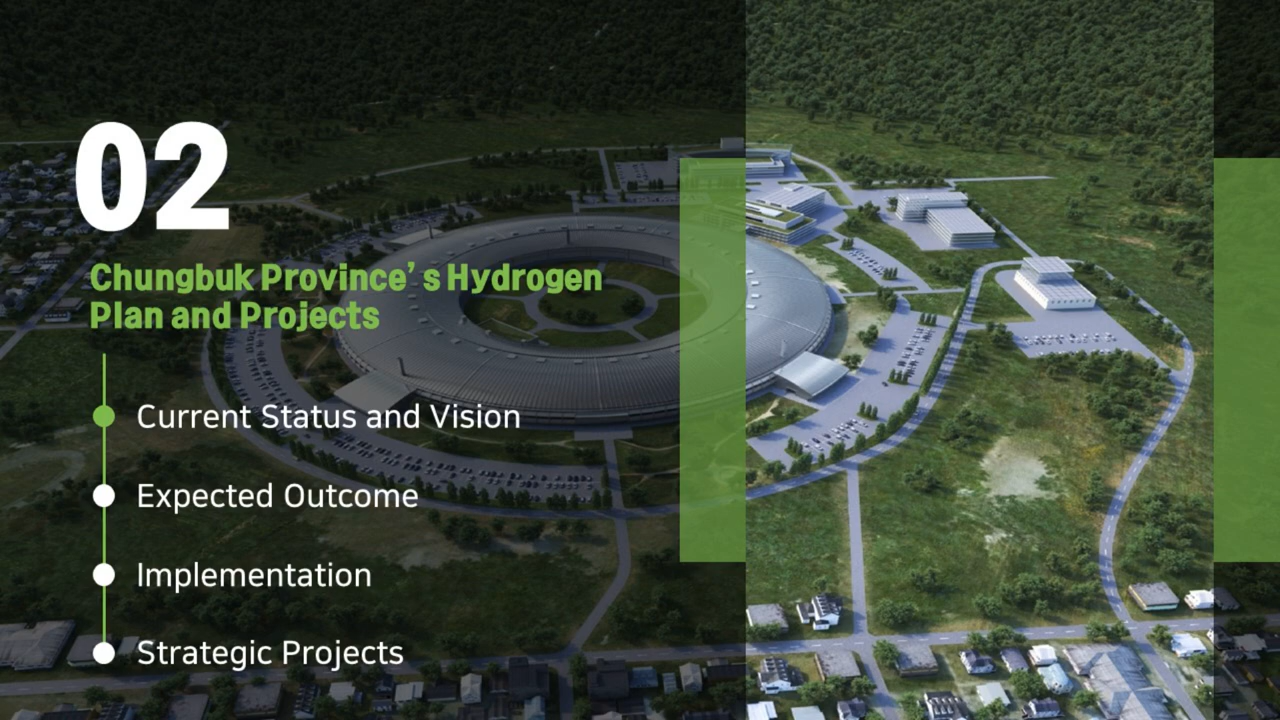 02
Chungbuk Province’s Hydrogen
Plan and Projects
Current Status and Vision
Expected Outcome
Implementation
Strategic Projects